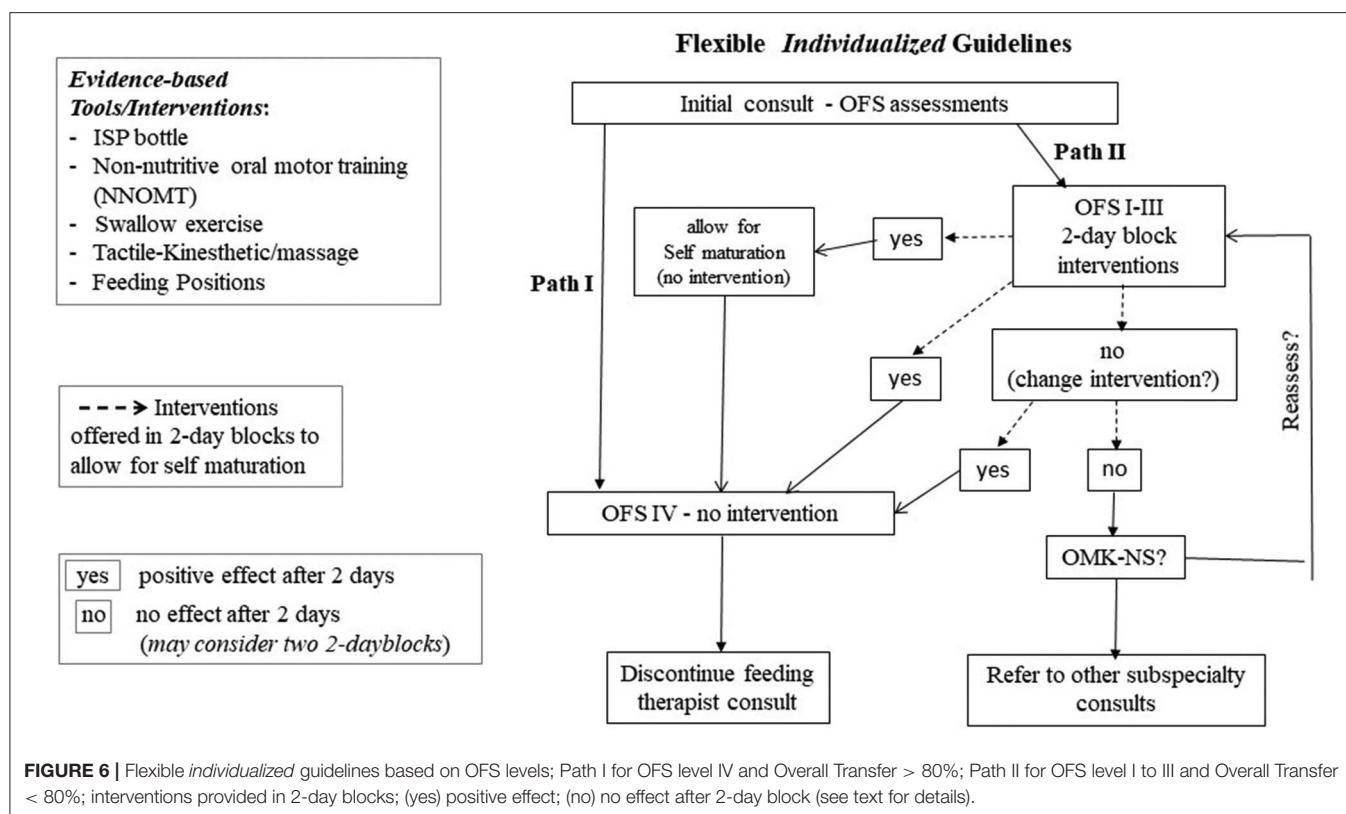 Flexible Individualized Guidelines
Evidence-based
Tools/Interventions:
- ISP bottle
- Non-nutritive oral motor training
(NNOMT)
- Swallow exercise
- Tactile-Kinesthetic/massage
- Feeding Positions
Interventions
offered in 2-day blocks to
allow for self maturation
yes positive effect after 2 days
no no effect after 2 days
(may consider two 2-dayblocks)
Initial consult - OFS assessments
Path I
Path II
OFS I-III
2-day block
interventions
yes
allow for
Self maturation
(no intervention)
yes
no
(change intervention?)
yes
no
Reassess?
OFS IV - no intervention
OMK-NS?
Discontinue feeding
therapist consult
Refer to other subspecialty
consults
FIGURE 6 | Flexible individualized guidelines based on OFS levels; Path I for OFS level IV and Overall Transfer > 80%; Path II for OFS level I to III and Overall Transfer
< 80%; interventions provided in 2-day blocks; (yes) positive effect; (no) no effect after 2-day block (see text for details).